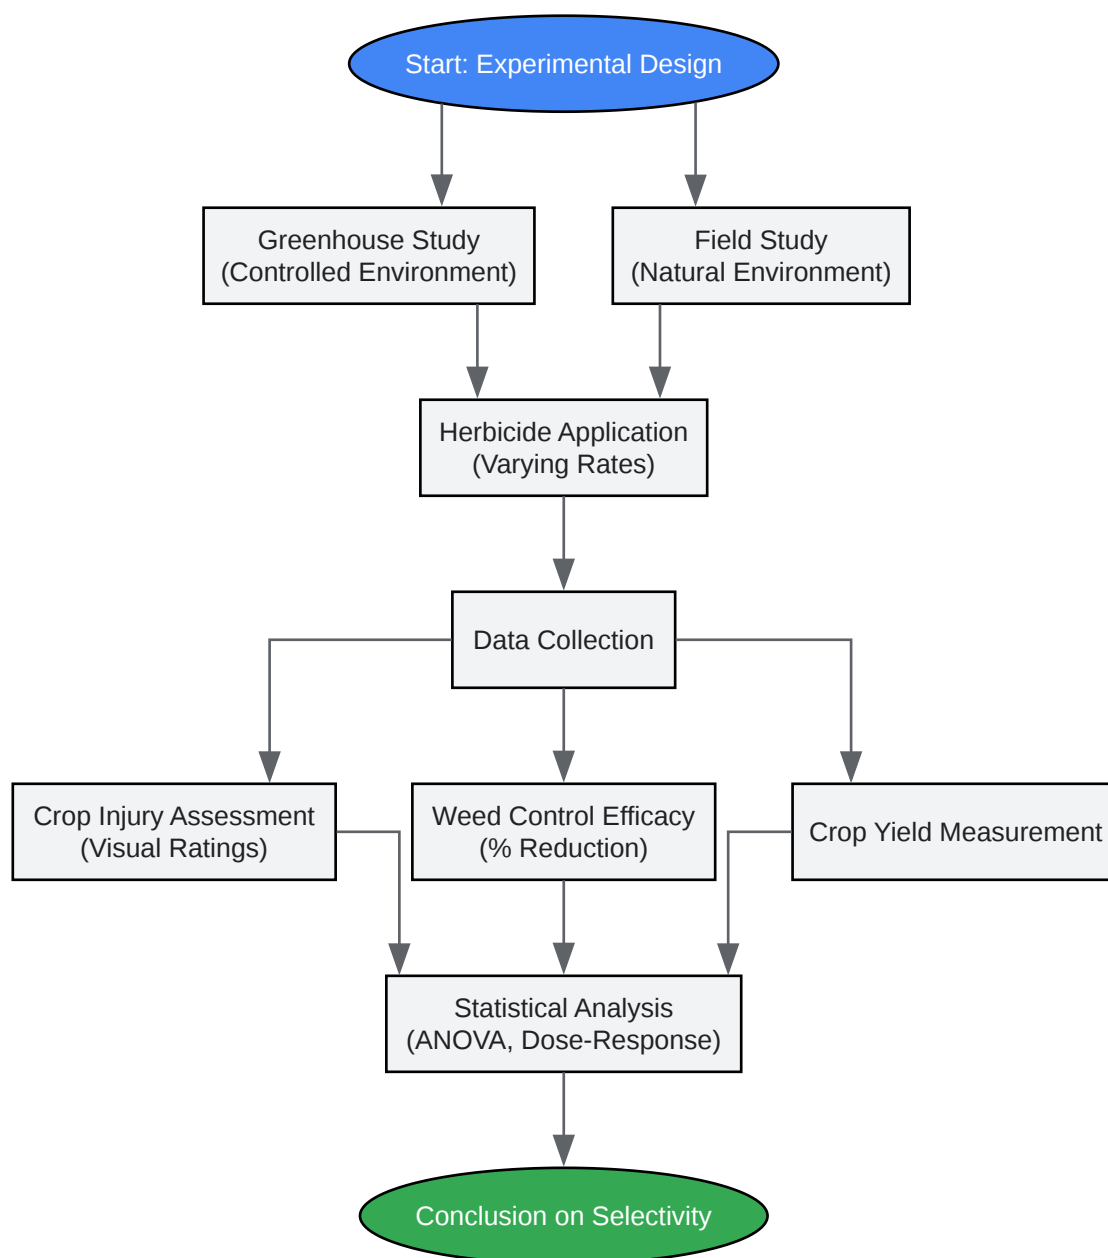 Start: Experimental Design
Greenhouse Study
(Controlled Environment)
Field Study
(Natural Environment)
Herbicide Application
(Varying Rates)
Data Collection
Crop Injury Assessment
(Visual Ratings)
Weed Control Efficacy
(% Reduction)
Crop Yield Measurement
Statistical Analysis
(ANOVA, Dose-Response)
Conclusion on Selectivity